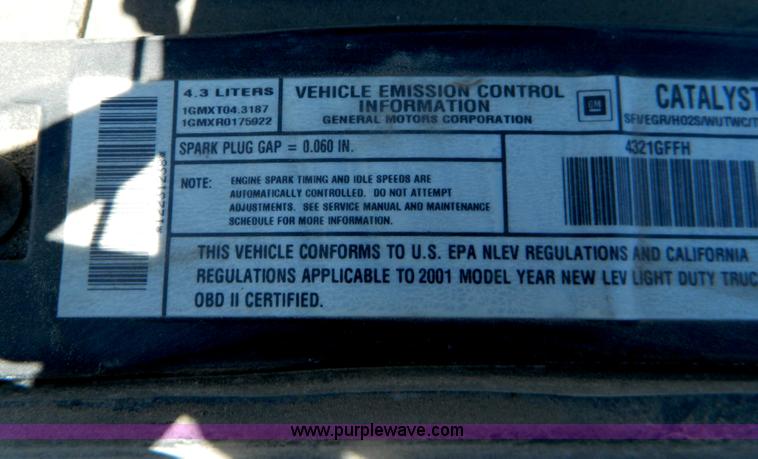 4.3 LITERS
1GMXT04.3187
1GMXR0175922
VEHICLE EMISSION CONTROL
INFORMATION
GENERAL MOTORS CORPORATION
GM
CATALYST
SFI/EGR/HO2S/WUTWC/T
SPARK PLUG GAP = 0.060 IN.
4321GFFH
NOTE: ENGINE SPARK TIMING AND IDLE SPEEDS ARE
AUTOMATICALLY CONTROLLED. DO NOT ATTEMPT
ADJUSTMENTS. SEE SERVICE MANUAL AND MAINTENANCE
SCHEDULE FOR MORE INFORMATION.
THIS VEHICLE CONFORMS TO U.S. EPA NLEV REGULATIONS AND CALIFORNIA
REGULATIONS APPLICABLE TO 2001 MODEL YEAR NEW LEV LIGHT DUTY TRUC
OBD II CERTIFIED.
www.purplewave.com